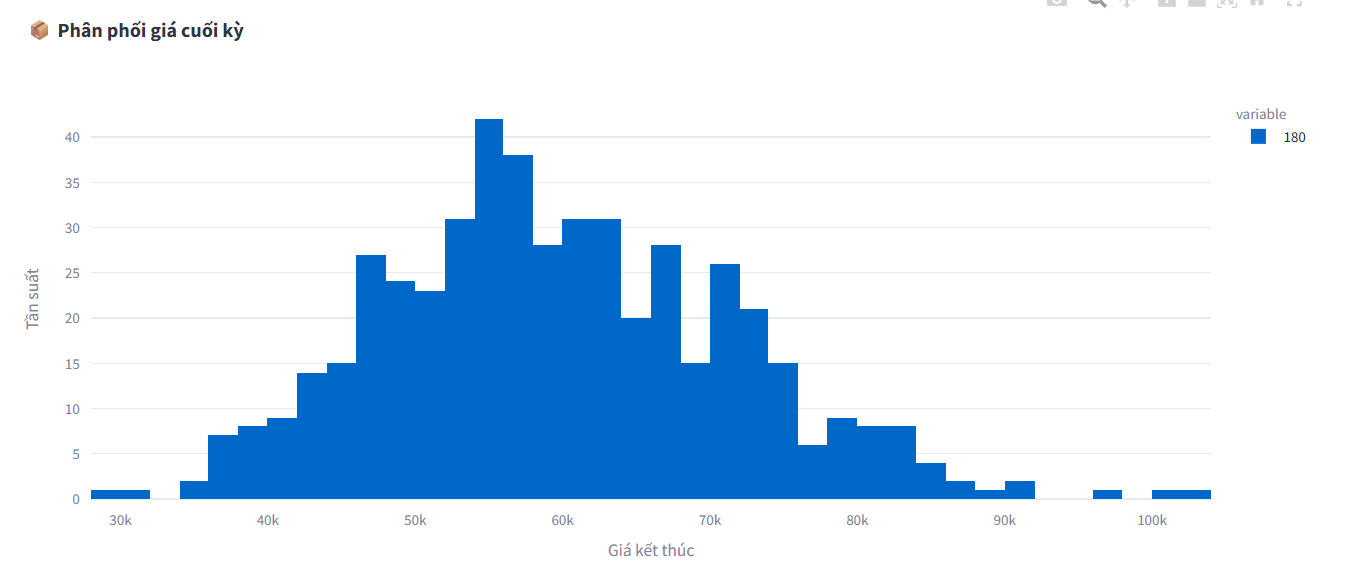 📦 Phân phối giá cuối kỳ
variable
180
40
35
30
25
20
15
10
5
0
Tần suất
30k
40k
50k
60k
70k
80k
90k
100k
Giá kết thúc